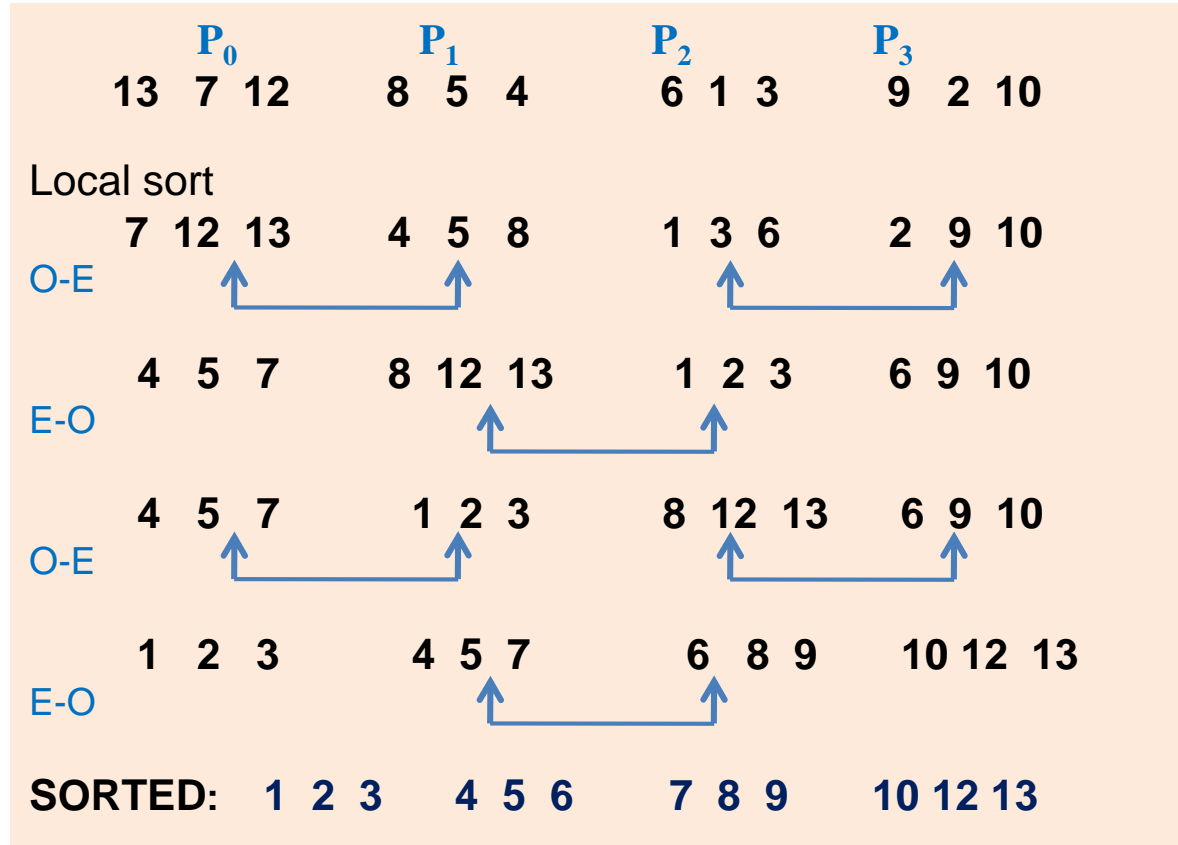 P0 P1 P2 P3
13 7 12 8 5 4 6 1 3 9 2 10
Local sort
7 12 13 4 5 8 1 3 6 2 9 10
O-E
4 5 7 8 12 13 1 2 3 6 9 10
E-O
4 5 7 1 2 3 8 12 13 6 9 10
O-E
1 2 3 4 5 7 6 8 9 10 12 13
E-O
SORTED: 1 2 3 4 5 6 7 8 9 10 12 13